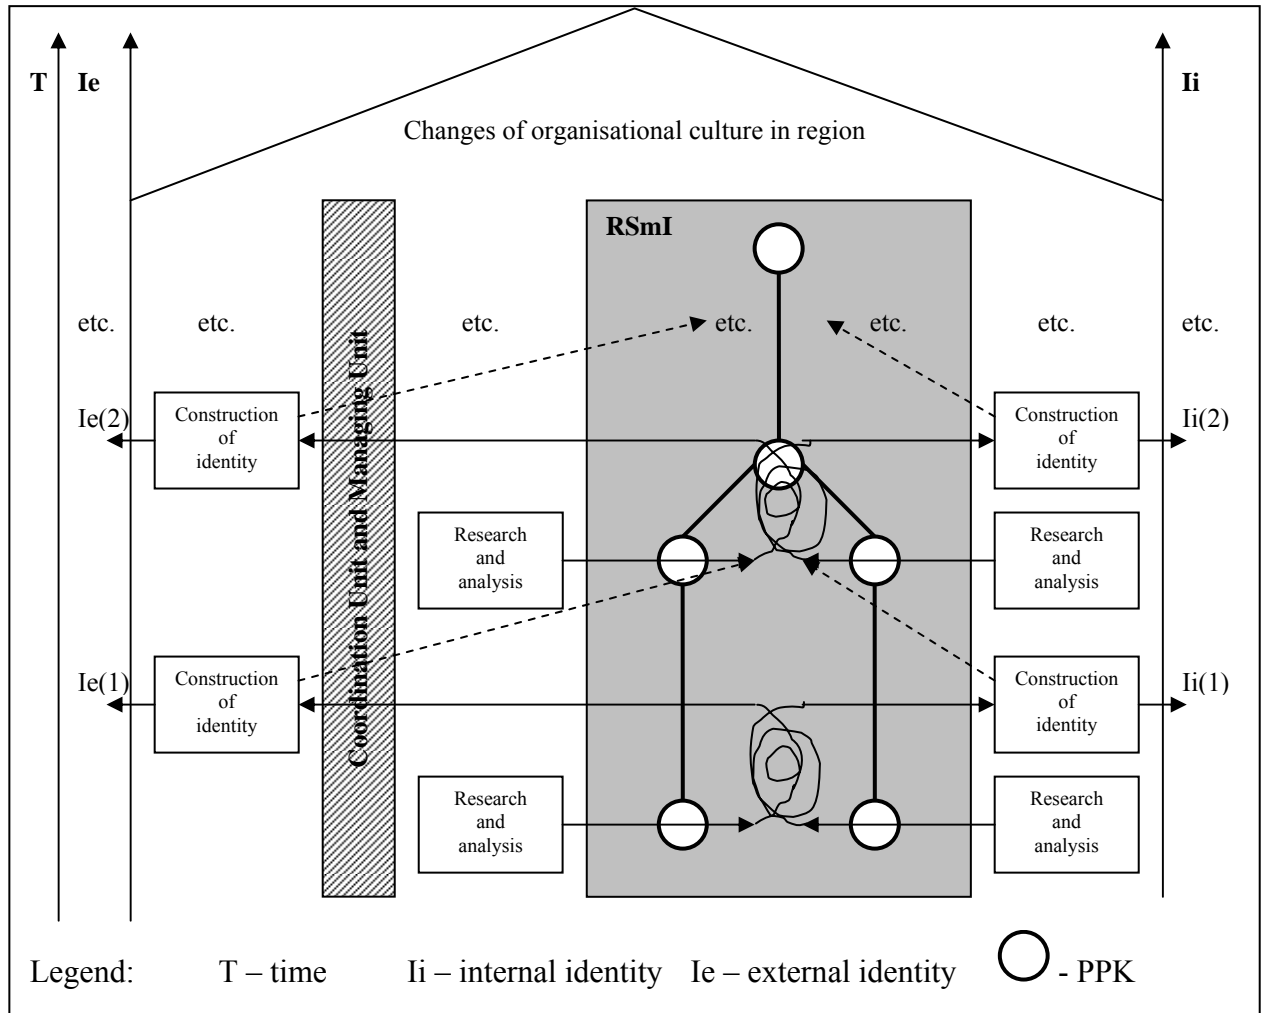 T
Ie
Ii
Changes of organisational culture in region
RSmI
etc.
etc.
etc.
etc.
etc.
etc.
etc.
Coordination Unit and Managing Unit
Ie(2)
Construction
of
identity
Construction
of
identity
Ii(2)
Research
and
analysis
Research
and
analysis
Ie(1)
Construction
of
identity
Construction
of
identity
Ii(1)
Research
and
analysis
Research
and
analysis
Legend: T – time Ii – internal identity Ie – external identity - PPK